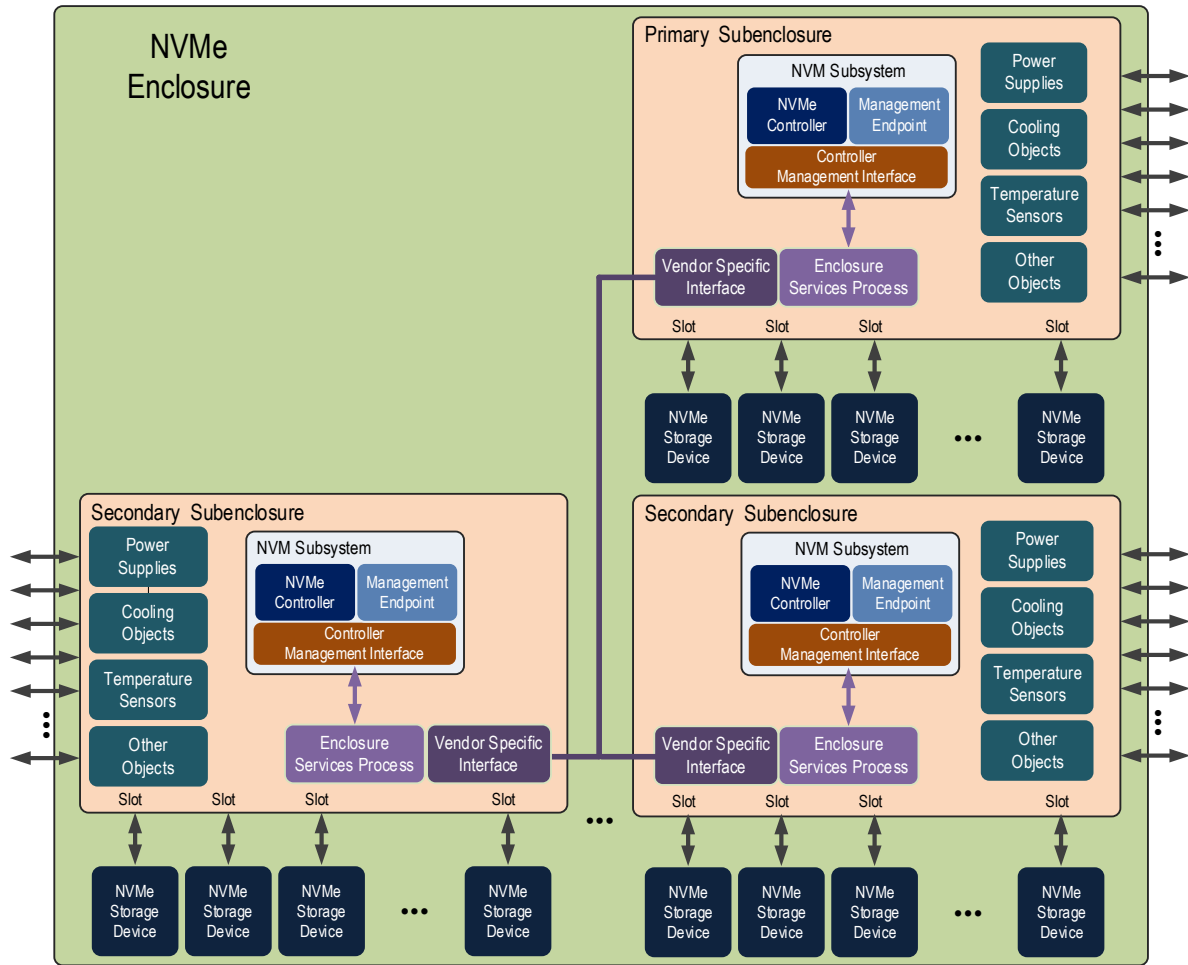 NVMe
Enclosure
Primary Subenclosure
NVM Subsystem
NVMe
Controller
Management
Endpoint
Controller
Management Interface
Vendor Specific
Interface
Enclosure
Services Process
Power
Supplies
Cooling
Objects
Temperature
Sensors
Other
Objects
Slot
Slot
Slot
Slot
NVMe
Storage
Device
NVMe
Storage
Device
NVMe
Storage
Device
NVMe
Storage
Device
Secondary Subenclosure
Power
Supplies
Cooling
Objects
Temperature
Sensors
Other
Objects
NVM Subsystem
NVMe
Controller
Management
Endpoint
Controller
Management Interface
Enclosure
Services Process
Vendor Specific
Interface
Slot
Slot
Slot
Slot
NVMe
Storage
Device
NVMe
Storage
Device
NVMe
Storage
Device
NVMe
Storage
Device
Secondary Subenclosure
NVM Subsystem
NVMe
Controller
Management
Endpoint
Controller
Management Interface
Vendor Specific
Interface
Enclosure
Services Process
Power
Supplies
Cooling
Objects
Temperature
Sensors
Other
Objects
Slot
Slot
Slot
Slot
NVMe
Storage
Device
NVMe
Storage
Device
NVMe
Storage
Device
NVMe
Storage
Device